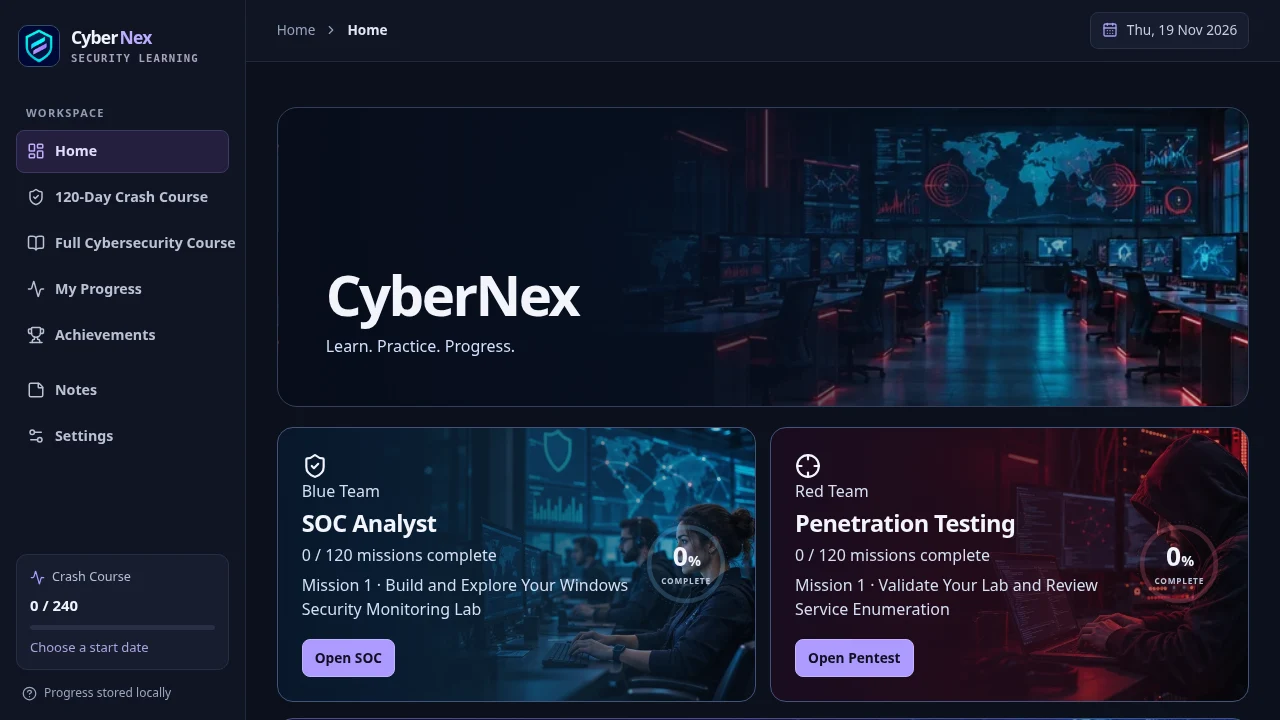 CyberNex
SECURITY LEARNING
WORKSPACE
Home
120-Day Crash Course
Full Cybersecurity Course
My Progress
Achievements
Notes
Settings
Crash Course
0 / 240
Choose a start date
Progress stored locally
Home > Home
Thu, 19 Nov 2026
CyberNex
Learn. Practice. Progress.
Blue Team
SOC Analyst
0 / 120 missions complete
Mission 1 · Build and Explore Your Windows
Security Monitoring Lab
0%
COMPLETE
Open SOC
Red Team
Penetration Testing
0 / 120 missions complete
Mission 1 · Validate Your Lab and Review
Service Enumeration
0%
COMPLETE
Open Pentest